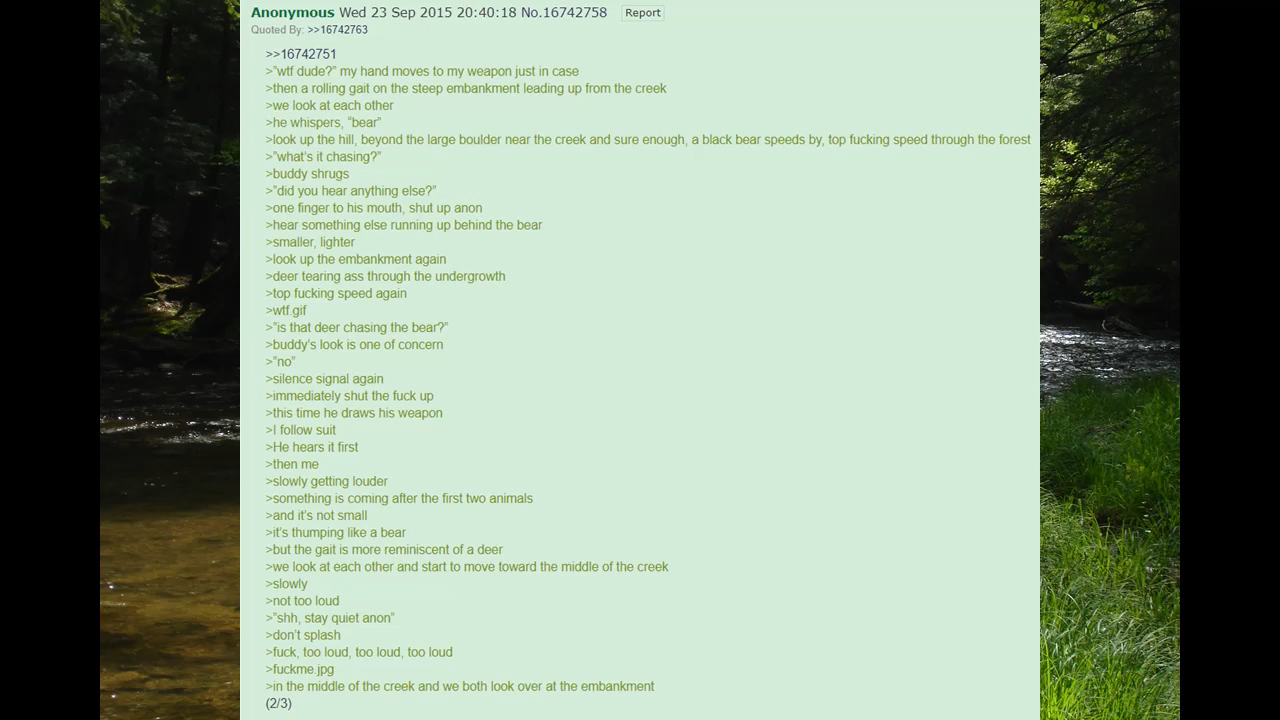 Anonymous Wed 23 Sep 2015 20:40:18 No.16742758 Report
Quoted By: >>16742763
>>16742751
>"wtf dude?" my hand moves to my weapon just in case
>then a rolling gait on the steep embankment leading up from the creek
>we look at each other
>he whispers, "bear"
>look up the hill, beyond the large boulder near the creek and sure enough, a black bear speeds by, top fucking speed through the forest
>"what's it chasing?"
>buddy shrugs
>"did you hear anything else?"
>one finger to his mouth, shut up anon
>hear something else running up behind the bear
>smaller, lighter
>look up the embankment again
>deer tearing ass through the undergrowth
>top fucking speed again
>wtf.gif
>"is that deer chasing the bear?"
>buddy's look is one of concern
>"no"
>silence signal again
>immediately shut the fuck up
>this time he draws his weapon
>I follow suit
>He hears it first
>then me
>slowly getting louder
>something is coming after the first two animals
>and it's not small
>it's thumping like a bear
>but the gait is more reminiscent of a deer
>we look at each other and start to move toward the middle of the creek
>slowly
>not too loud
>"shh, stay quiet anon"
>don't splash
>fuck, too loud, too loud, too loud
>fuckme.jpg
>in the middle of the creek and we both look over at the embankment
(2/3)